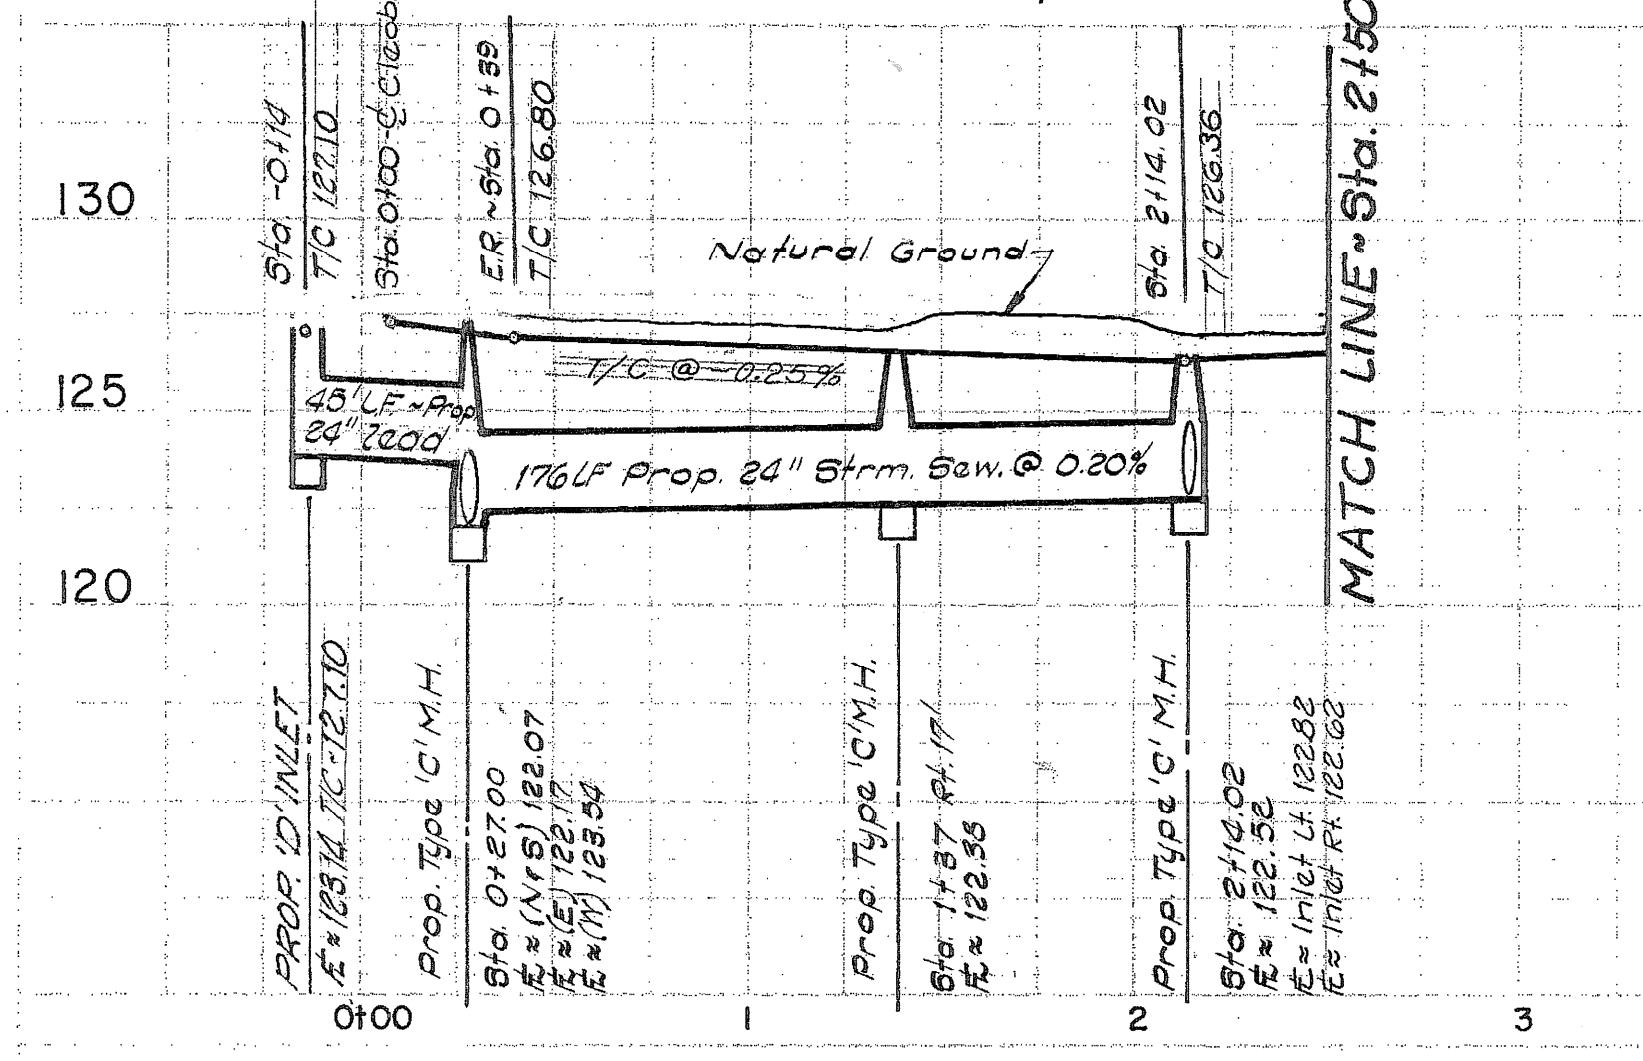 Sta. -0+14
T/C 127.10
Sta. 0+00 - ℄
E.R. ~ Sta. 0+39
T/C 126.80
Sta. 2+14.02
T/C 126.36
MATCH LINE ~ Sta. 2+50
130
125
120
Natural Ground
T/C @ -0.25%
45' LF ~ Prop
24" lead
176 LF Prop. 24" Strm. Sew. @ 0.20%
PROP. 'D' INLET
T/C = 127.10
Prop. Type 'C' M.H.
Sta. 0+27.00
℄ ≈ (N&S) 122.07
℄ ≈ (E) 122.17
℄ ≈ (W) 123.54
Prop. Type 'C' M.H.
Sta. 1+37 Rt. 17'
℄ ≈ 122.38
Prop. Type 'C' M.H.
Sta. 2+14.02
℄ ≈ 122.52
℄ ≈ Inlet Lt. 122.82
℄ ≈ Inlet Rt. 122.62
0+00
1
2
3